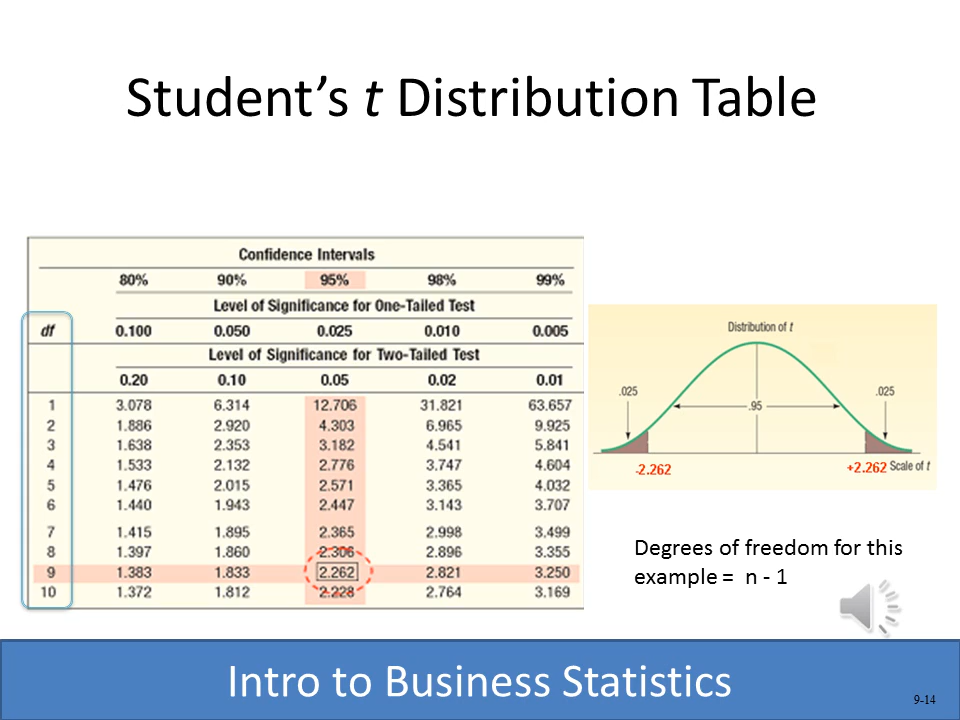 Student’s t Distribution Table
Confidence Intervals
80% 90% 95% 98% 99%
Level of Significance for One-Tailed Test
df 0.100 0.050 0.025 0.010 0.005
Level of Significance for Two-Tailed Test
0.20 0.10 0.05 0.02 0.01
1 3.078 6.314 12.706 31.821 63.657
2 1.886 2.920 4.303 6.965 9.925
3 1.638 2.353 3.182 4.541 5.841
4 1.533 2.132 2.776 3.747 4.604
5 1.476 2.015 2.571 3.365 4.032
6 1.440 1.943 2.447 3.143 3.707
7 1.415 1.895 2.365 2.998 3.499
8 1.397 1.860 2.306 2.896 3.355
9 1.383 1.833 2.262 2.821 3.250
10 1.372 1.812 2.228 2.764 3.169
Distribution of t
.025 .025
.95
-2.262 +2.262 Scale of t
Degrees of freedom for this
example = n - 1
Intro to Business Statistics
9-14